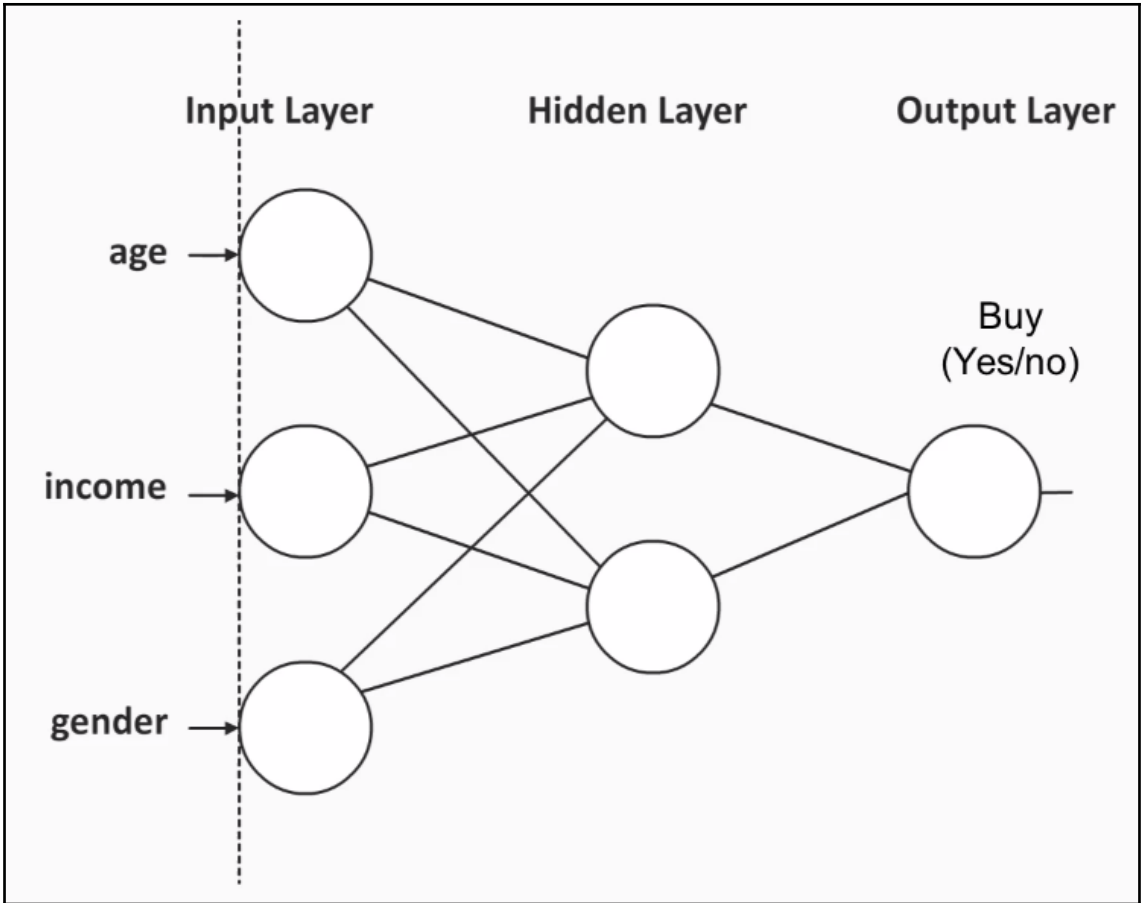 Input Layer
Hidden Layer
Output Layer
age
income
gender
Buy
(Yes/no)